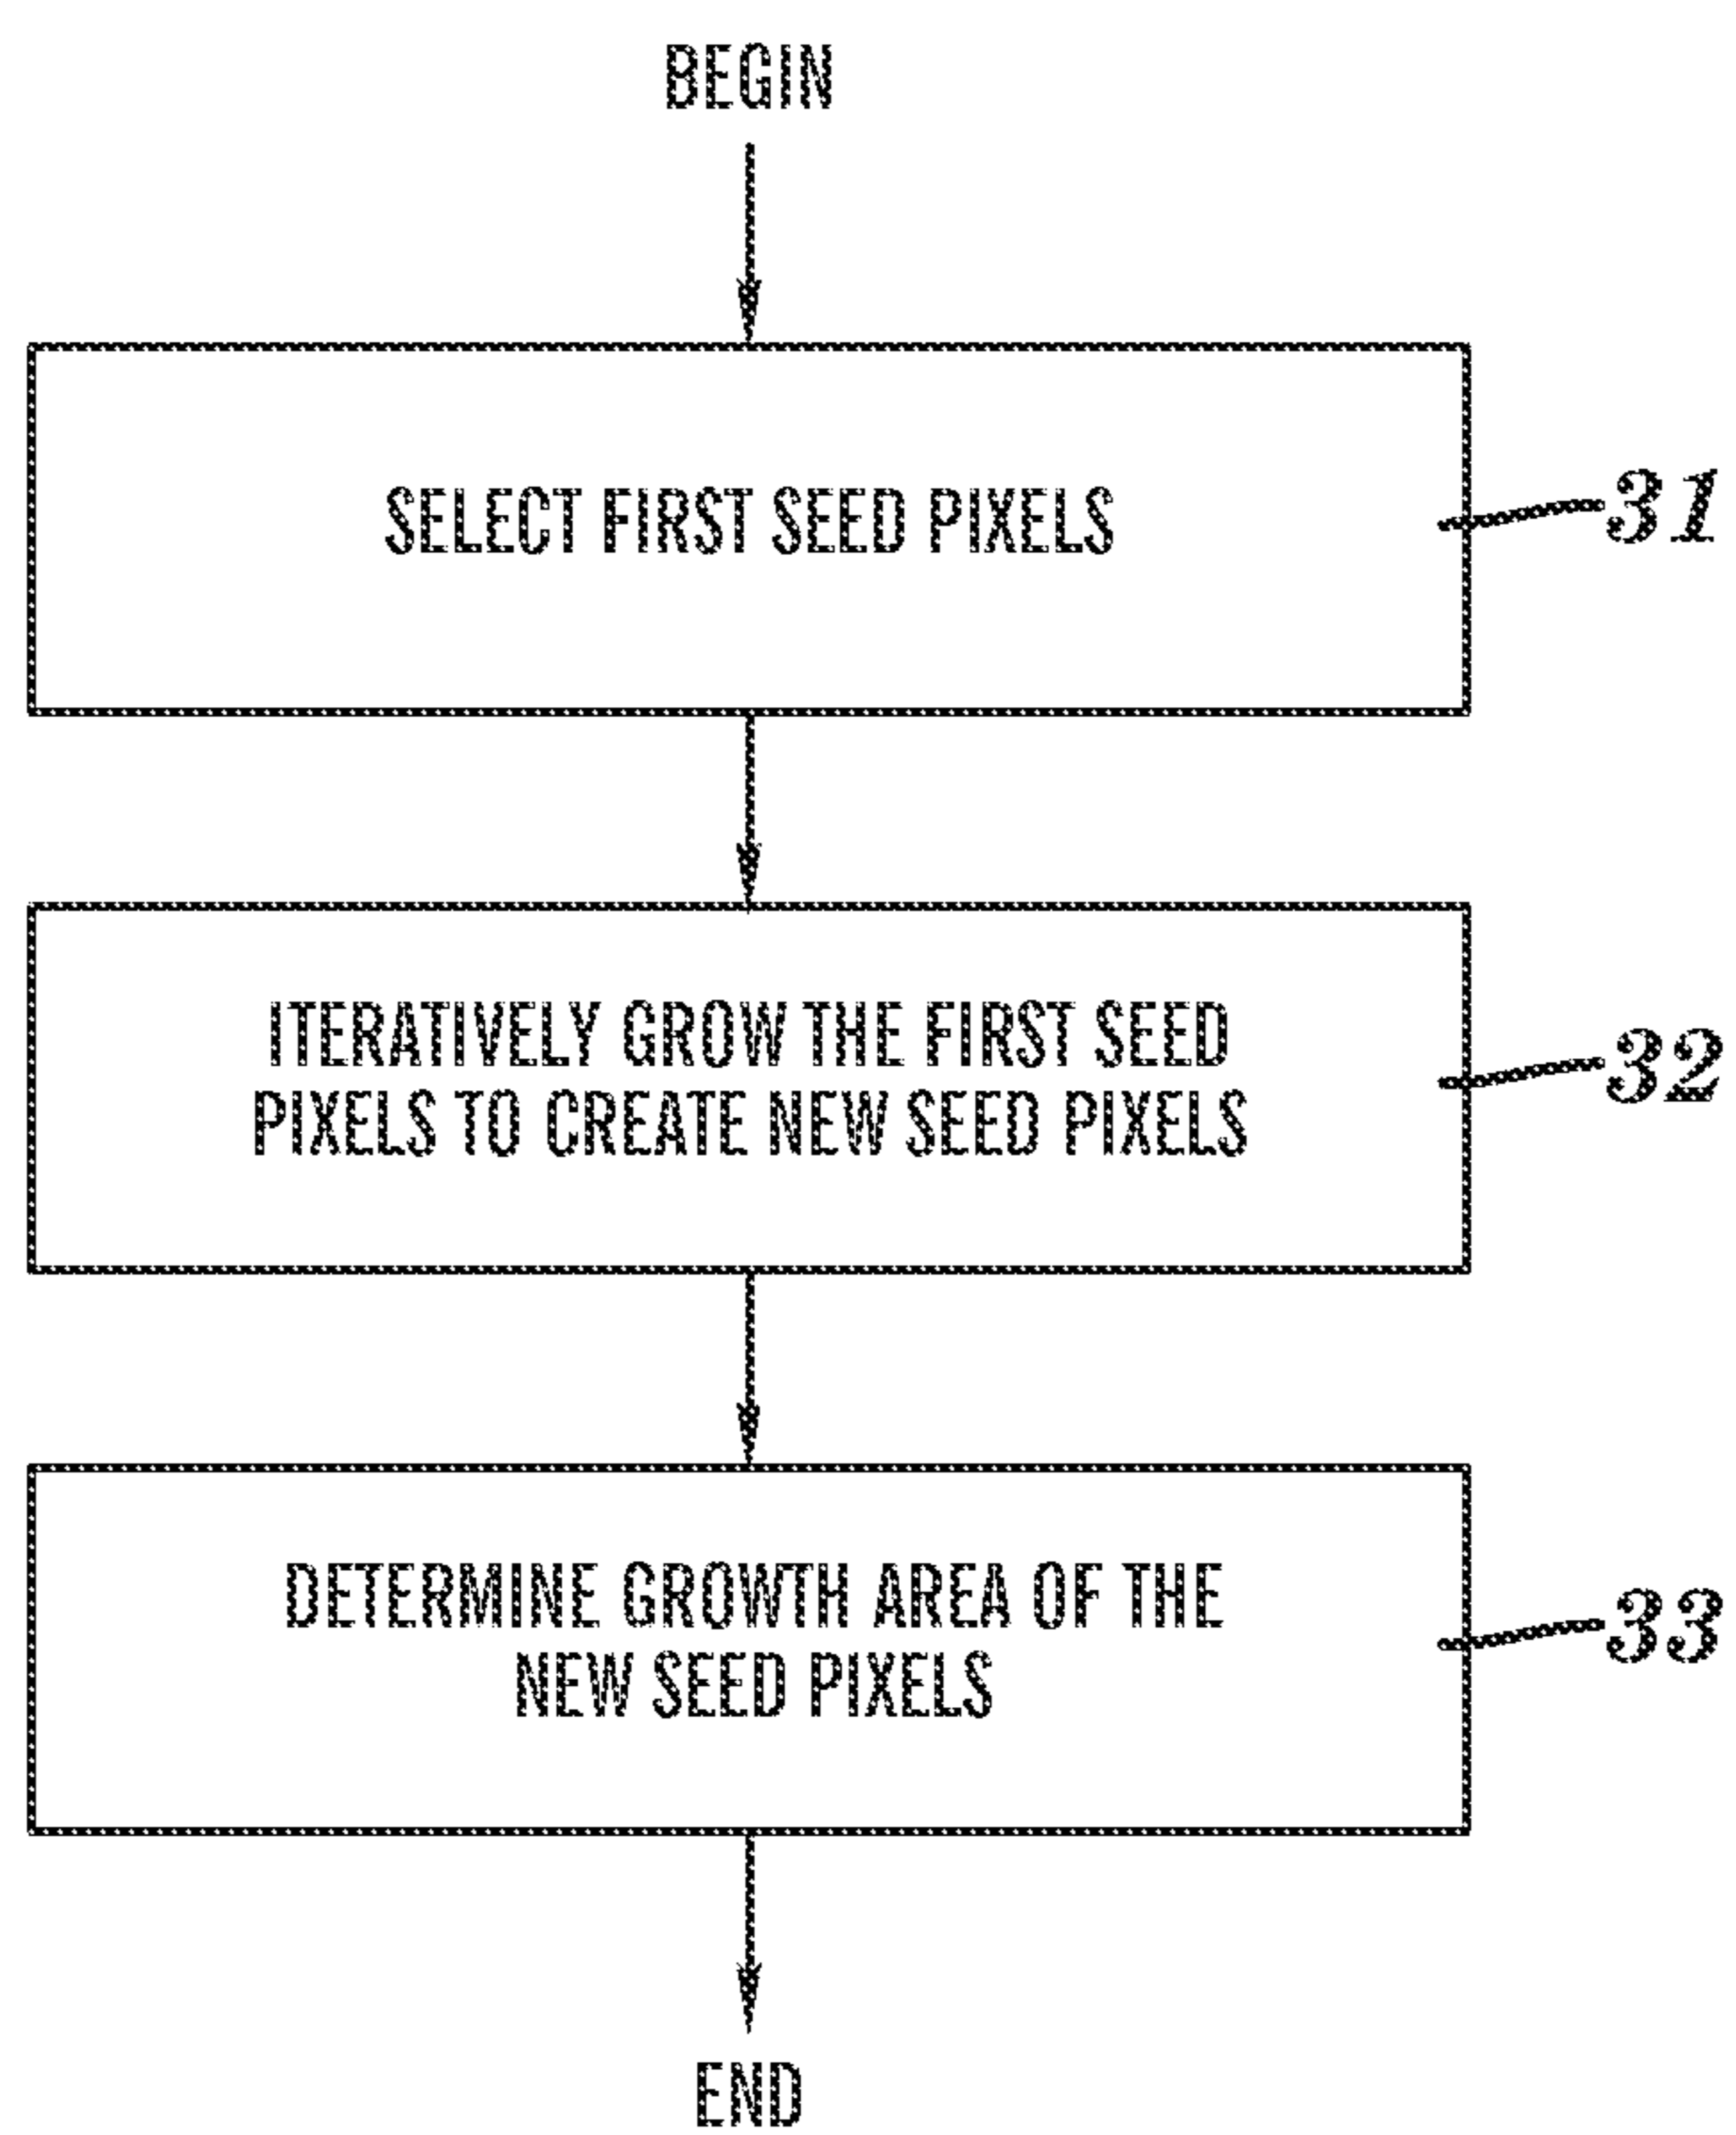 BEGIN
SELECT FIRST SEED PIXELS
31
ITERATIVELY GROW THE FIRST SEED
PIXELS TO CREATE NEW SEED PIXELS
32
DETERMINE GROWTH AREA OF THE
NEW SEED PIXELS
33
END